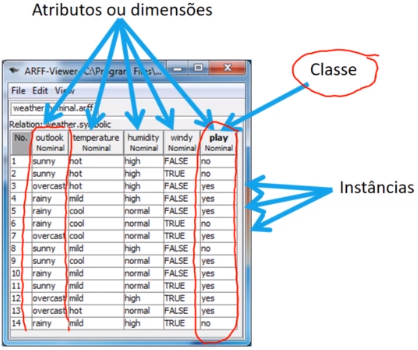 Atributos ou dimensões
Classe
ARFF-Viewer - C:\Program Files\...
File Edit View
weather.nominal.arff
Relation: weather.symbolic
No. outlook temperature humidity windy play
Nominal Nominal Nominal Nominal Nominal
1 sunny hot high FALSE no
2 sunny hot high TRUE no
3 overcast hot high FALSE yes
4 rainy mild high FALSE yes
5 rainy cool normal FALSE yes
6 rainy cool normal TRUE no
7 overcast cool normal TRUE yes
8 sunny mild high FALSE no
9 sunny cool normal FALSE yes
10 rainy mild normal FALSE yes
11 sunny mild normal TRUE yes
12 overcast mild high TRUE yes
13 overcast hot normal FALSE yes
14 rainy mild high TRUE no
Instâncias